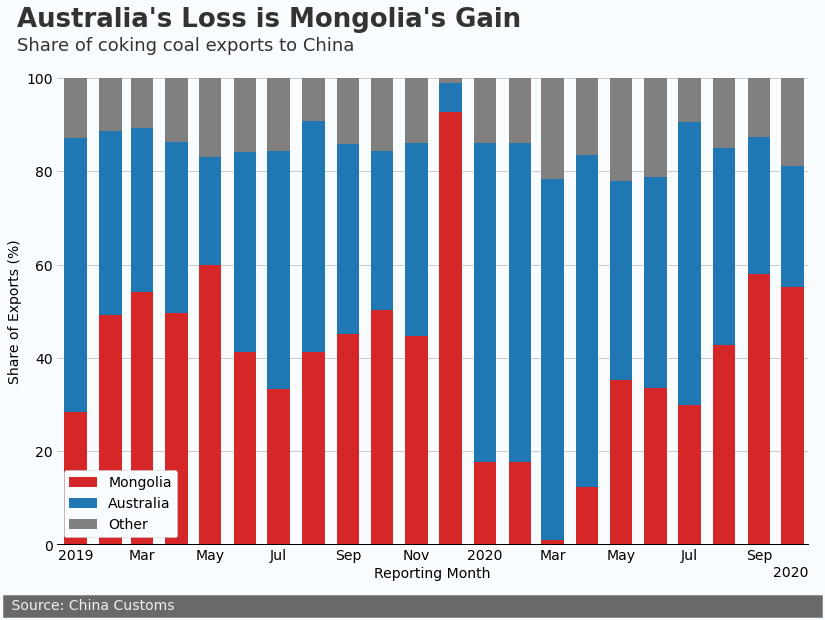 Australia's Loss is Mongolia's Gain
Share of coking coal exports to China
100
80
60
40
20
0
Share of Exports (%)
Mongolia
Australia
Other
2019 Mar May Jul Sep Nov 2020 Mar May Jul Sep
Reporting Month
2020
Source: China Customs